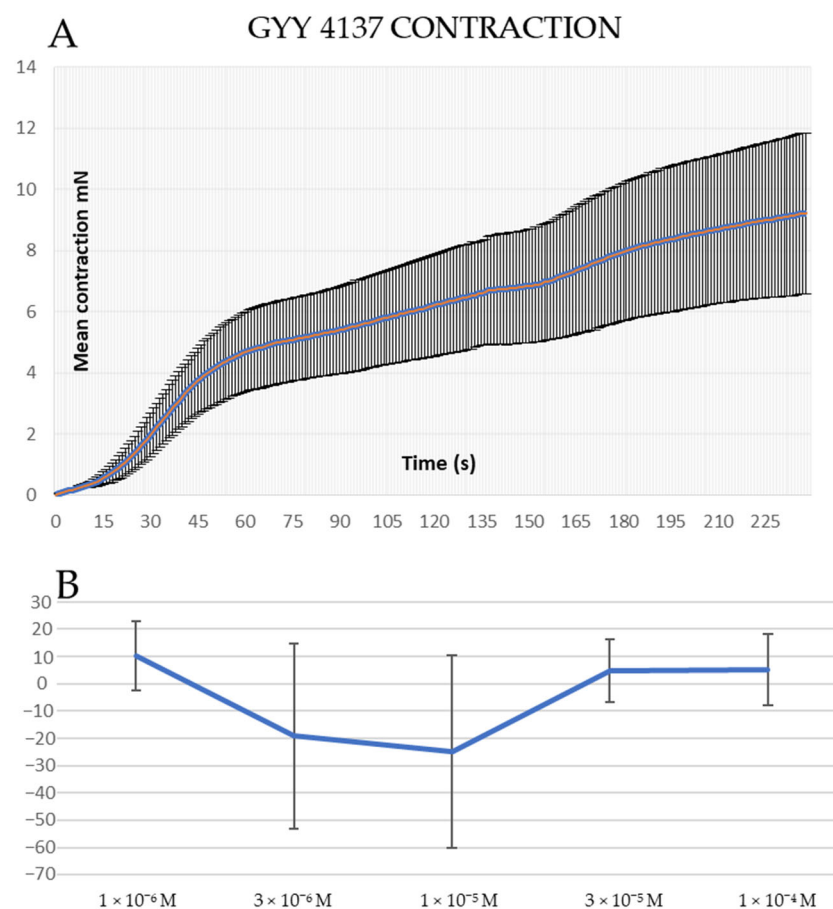 A
GYY 4137 CONTRACTION
14
12
10
8
6
4
2
0
Mean contraction mN
Time (s)
0 15 30 45 60 75 90 105 120 135 150 165 180 195 210 225
B
30
20
10
0
−10
−20
−30
−40
−50
−60
−70
1 × 10⁻⁶ M 3 × 10⁻⁶ M 1 × 10⁻⁵ M 3 × 10⁻⁵ M 1 × 10⁻⁴ M